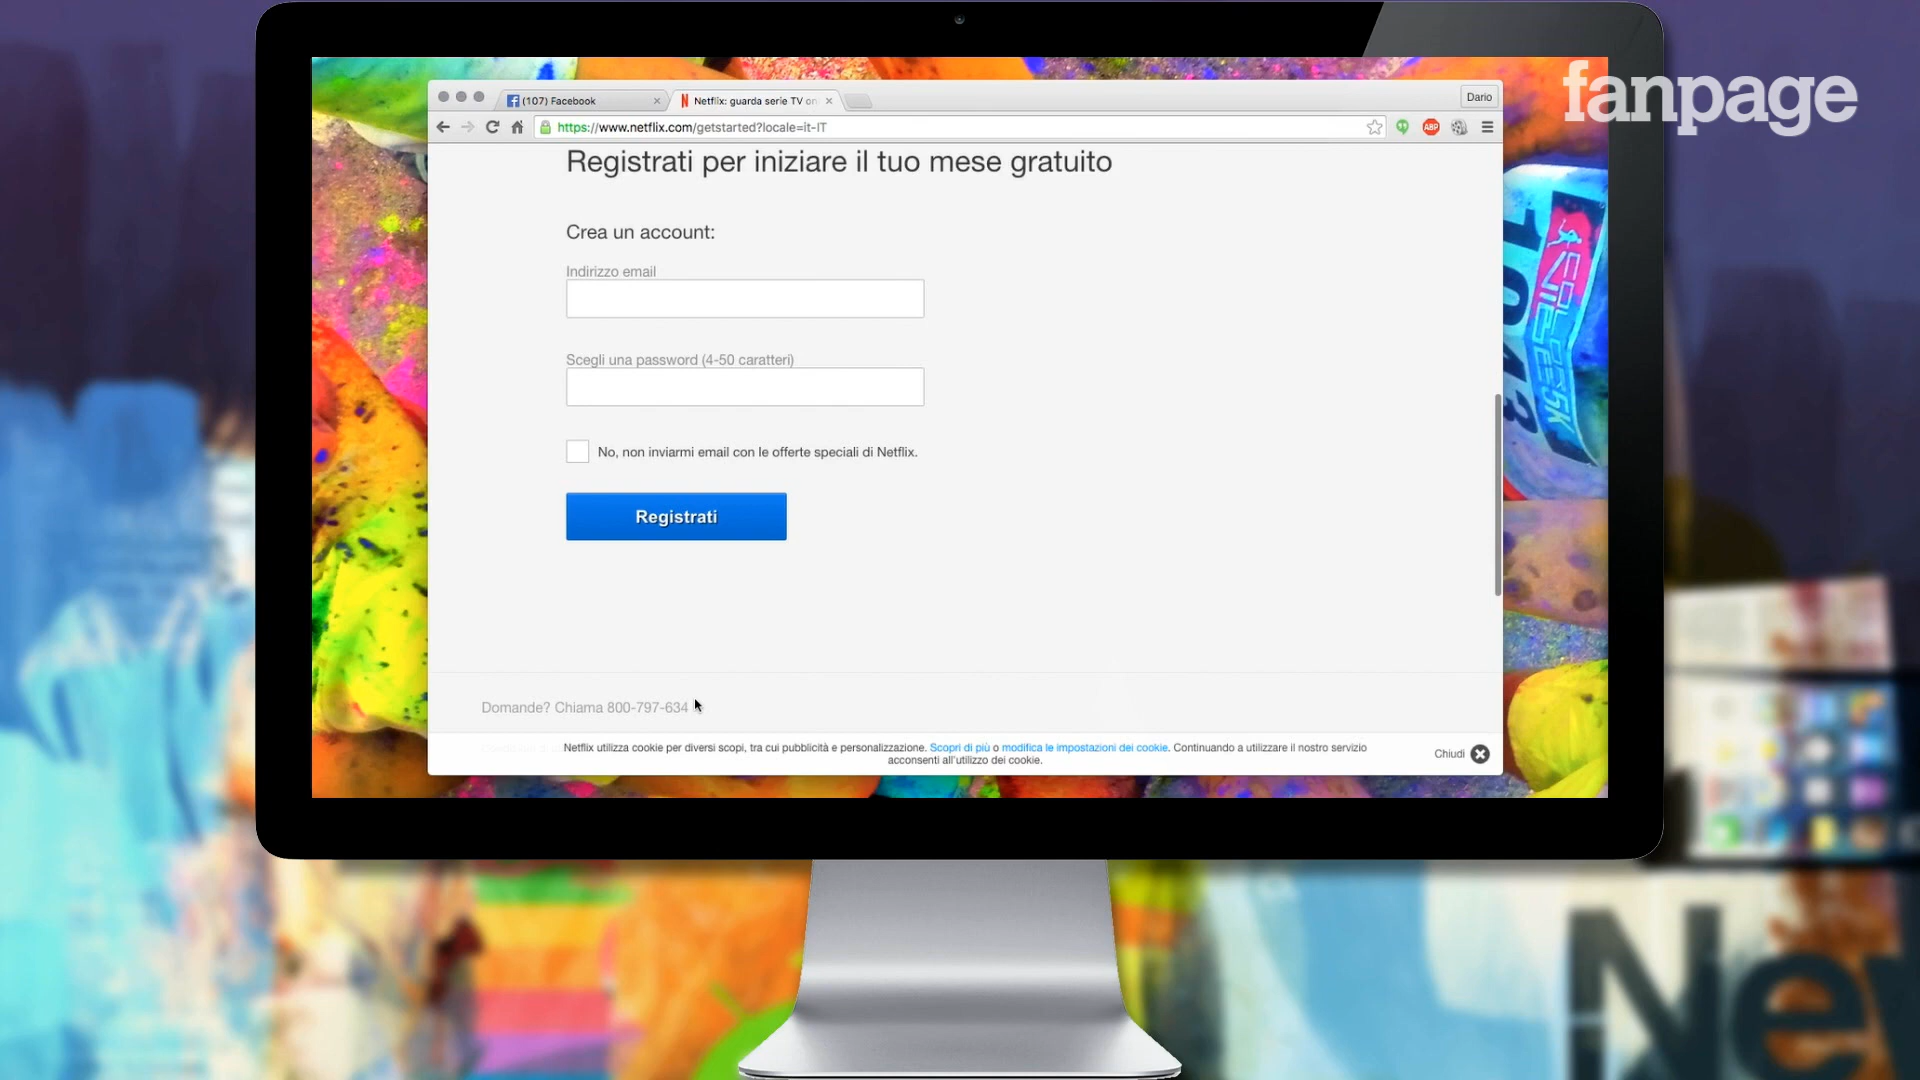 fanpage
(107) Facebook
Netflix: guarda serie TV on
Dario
https://www.netflix.com/getstarted?locale=it-IT
ABP
Registrati per iniziare il tuo mese gratuito
Crea un account:
Indirizzo email
Scegli una password (4-50 caratteri)
No, non inviarmi email con le offerte speciali di Netflix.
Registrati
Domande? Chiama 800-797-634
Netflix utilizza cookie per diversi scopi, tra cui pubblicità e personalizzazione. Scopri di più o modifica le impostazioni dei cookie. Continuando a utilizzare il nostro servizio
acconsenti all'utilizzo dei cookie.
Chiudi
1043